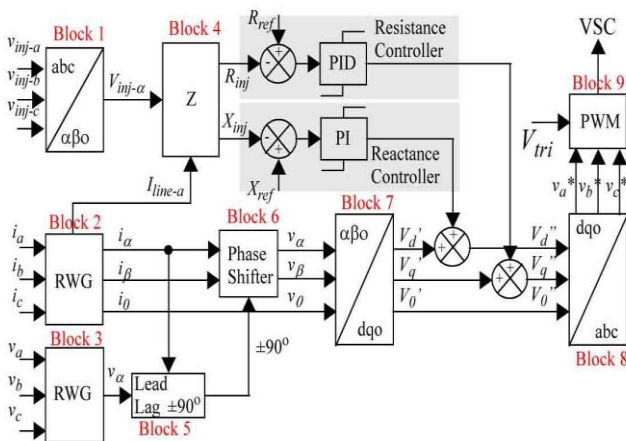 Block 1
v_inj-a
v_inj-b
v_inj-c
abc
αβo
V_inj-α
Block 4
Z
R_ref
R_inj
-
+
PID
Resistance
Controller
X_inj
-
+
X_ref
PI
Reactance
Controller
VSC
Block 9
PWM
V_tri
v_a* v_b* v_c*
I_line-a
Block 2
i_a
i_b
i_c
RWG
i_α
i_β
i_0
Block 6
Phase
Shifter
v_α
v_β
v_0
Block 7
αβo
dqo
V_d'
V_q'
V_0'
+
+
+
+
V_d''
V_q''
V_0''
dqo
abc
Block 8
Block 3
v_a
v_b
v_c
RWG
v_α
Lead
Lag ±90°
Block 5
±90°